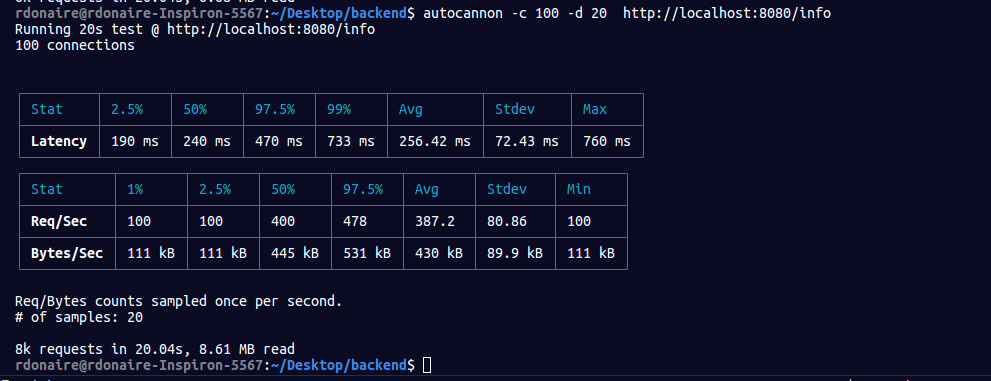 rdonaire@rdonaire-Inspiron-5567:~/Desktop/backend$ autocannon -c 100 -d 20  http://localhost:8080/info
Running 20s test @ http://localhost:8080/info
100 connections
Stat 2.5% 50% 97.5% 99% Avg Stdev Max
Latency 190 ms 240 ms 470 ms 733 ms 256.42 ms 72.43 ms 760 ms
Stat 1% 2.5% 50% 97.5% Avg Stdev Min
Req/Sec 100 100 400 478 387.2 80.86 100
Bytes/Sec 111 kB 111 kB 445 kB 531 kB 430 kB 89.9 kB 111 kB
Req/Bytes counts sampled once per second.
# of samples: 20
8k requests in 20.04s, 8.61 MB read
rdonaire@rdonaire-Inspiron-5567:~/Desktop/backend$